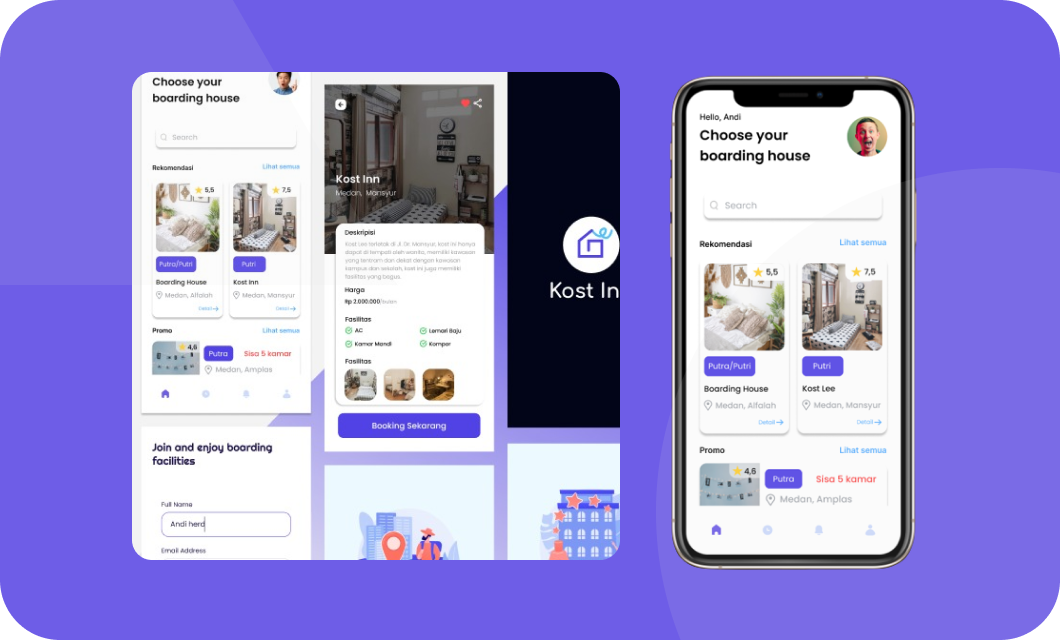 Choose your
boarding house
Search
Rekomendasi
Lihat semua
5,5
7,5
Putra/Putri
Putri
Boarding House
Kost Inn
Medan, Alfalah
Medan, Mansyur
Detail
Detail
Promo
Lihat semua
4,6
Putra
Sisa 5 kamar
Medan, Amplas
Join and enjoy boarding
facilities
Full Name
Andi herd
Email Address
Kost Inn
Medan, Mansyur
Deskripsi
Kost Lee terletak di Jl. Dr. Mansyur, kost ini hanya
dapat di tempati oleh wanita, memiliki kawasan
yang tentram dan dekat dengan kawasan
kampus dan sekolah, kost ini juga memiliki
fasilitas yang bagus.
Harga
Rp 2.000.000/bulan
Fasilitas
AC
Lemari Baju
Kamar Mandi
Kompor
Fasilitas
Booking Sekarang
Kost In
Hello, Andi
Choose your
boarding house
Search
Rekomendasi
Lihat semua
5,5
7,5
Putra/Putri
Putri
Boarding House
Kost Lee
Medan, Alfalah
Medan, Mansyur
Detail
Detail
Promo
Lihat semua
4,6
Putra
Sisa 5 kamar
Medan, Amplas